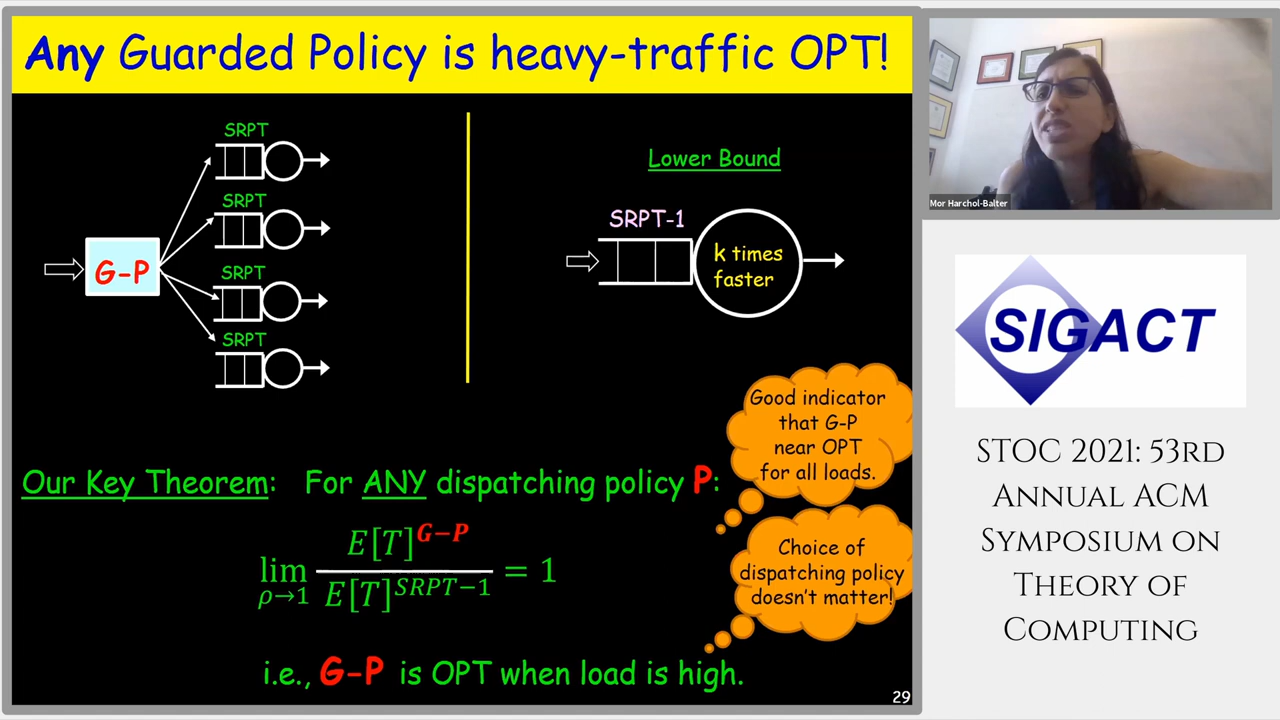 Any Guarded Policy is heavy-traffic OPT!
SRPT
SRPT
SRPT
SRPT
G-P
Lower Bound
SRPT-1
k times
faster
Good indicator
that G-P
near OPT
for all loads.
Our Key Theorem: For ANY dispatching policy P:
lim ρ→1 E[T]^{G-P} / E[T]^{SRPT-1} = 1
Choice of
dispatching policy
doesn't matter!
i.e., G-P is OPT when load is high.
29
Mor Harchol-Balter
SIGACT
STOC 2021: 53rd
Annual ACM
Symposium on
Theory of
Computing